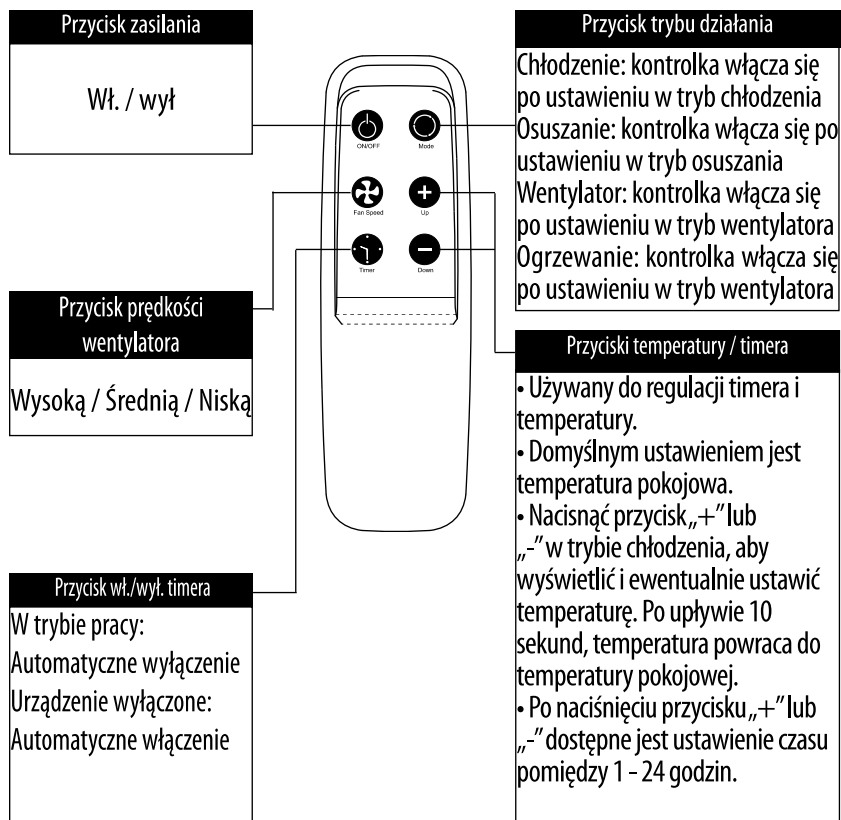 Przycisk zasilania
Wł. / wył
Przycisk trybu działania
Chłodzenie: kontrolka włącza się
po ustawieniu w tryb chłodzenia
Osuszanie: kontrolka włącza się po
ustawieniu w tryb osuszania
Wentylator: kontrolka włącza się
po ustawieniu w tryb wentylatora
Ogrzewanie: kontrolka włącza się
po ustawieniu w tryb wentylatora
ON/OFF
Mode
Fan Speed
Up
Timer
Down
Przycisk prędkości
wentylatora
Wysoką / Średnią / Niską
Przyciski temperatury / timera
• Używany do regulacji timera i
temperatury.
• Domyślnym ustawieniem jest
temperatura pokojowa.
• Nacisnąć przycisk „+” lub
„-” w trybie chłodzenia, aby
wyświetlić i ewentualnie ustawić
temperaturę. Po upływie 10
sekund, temperatura powraca do
temperatury pokojowej.
• Po naciśnięciu przycisku „+” lub
„-” dostępne jest ustawienie czasu
pomiędzy 1 - 24 godzin.
Przycisk wł./wył. timera
W trybie pracy:
Automatyczne wyłączenie
Urządzenie wyłączone:
Automatyczne włączenie